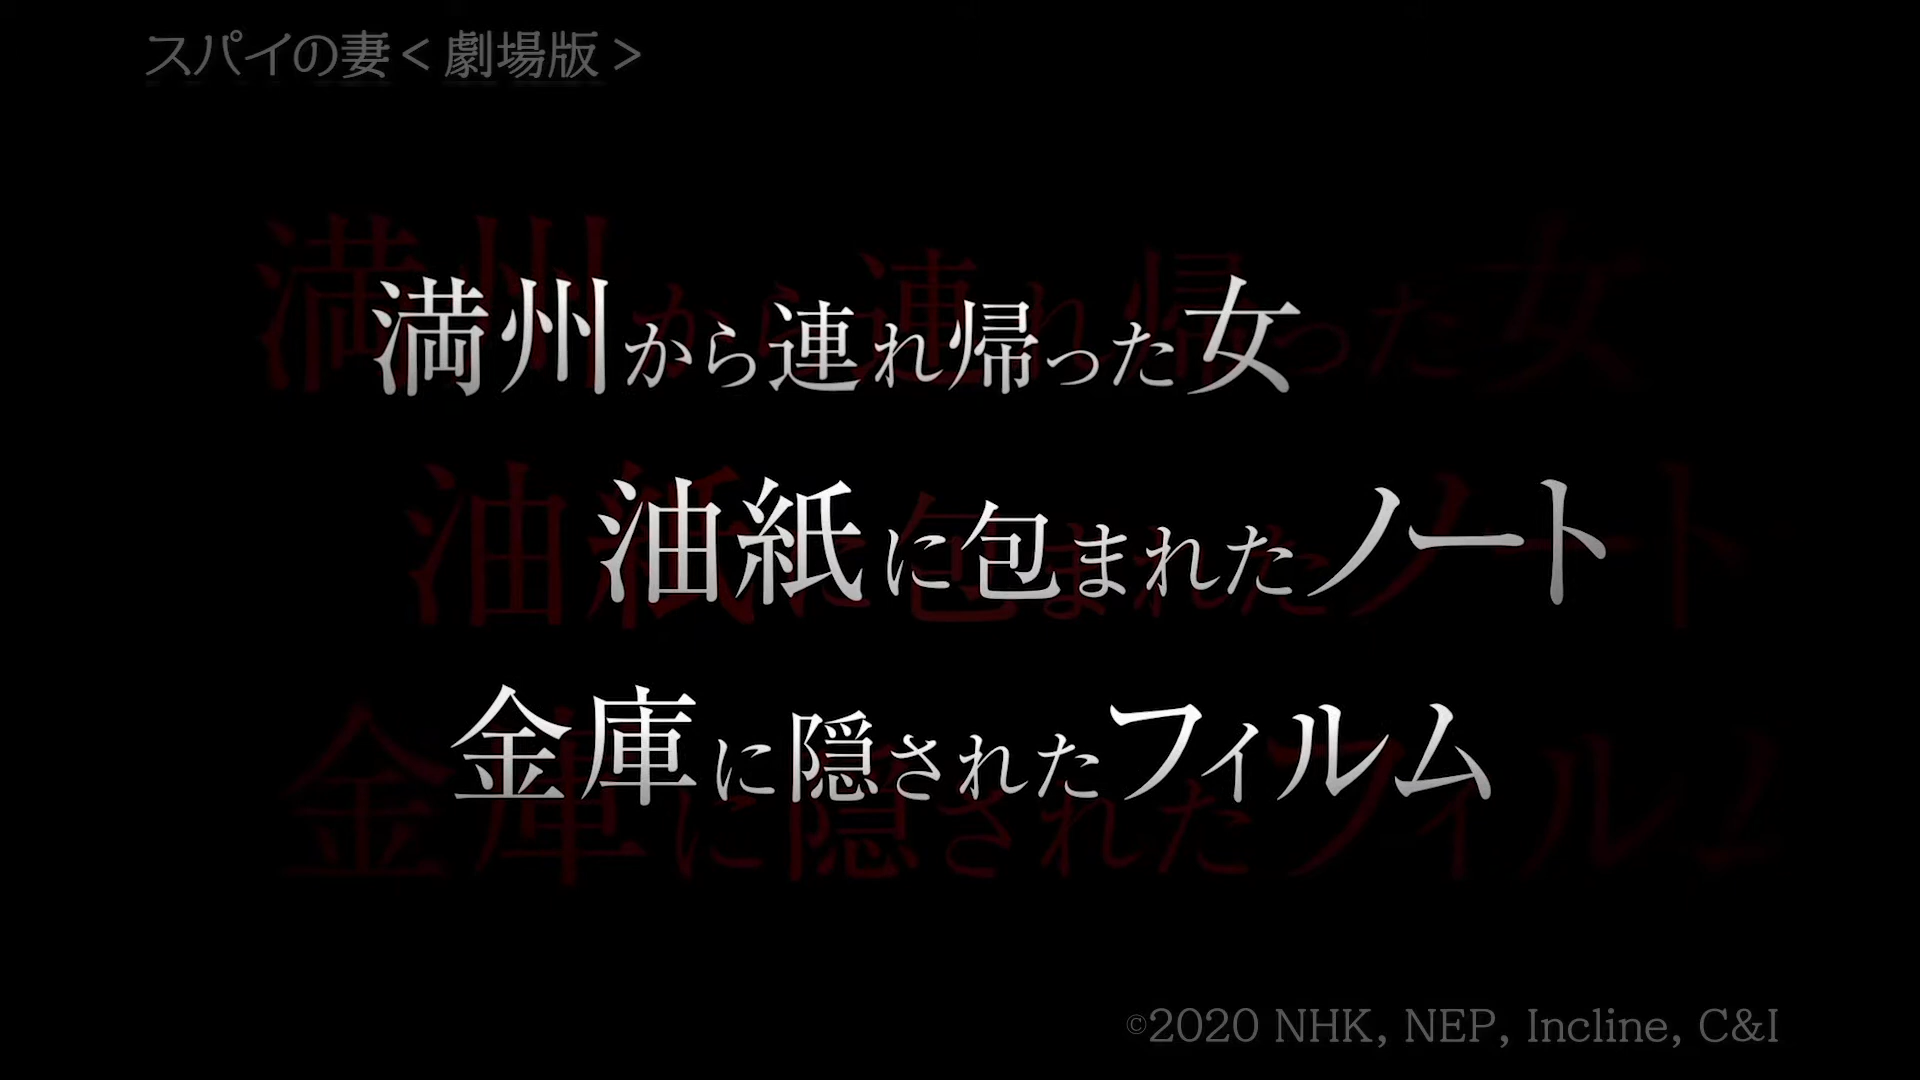 スパイの妻＜劇場版＞
満州から連れ帰った女
油紙に包まれたノート
金庫に隠されたフィルム
©2020 NHK, NEP, Incline, C&I